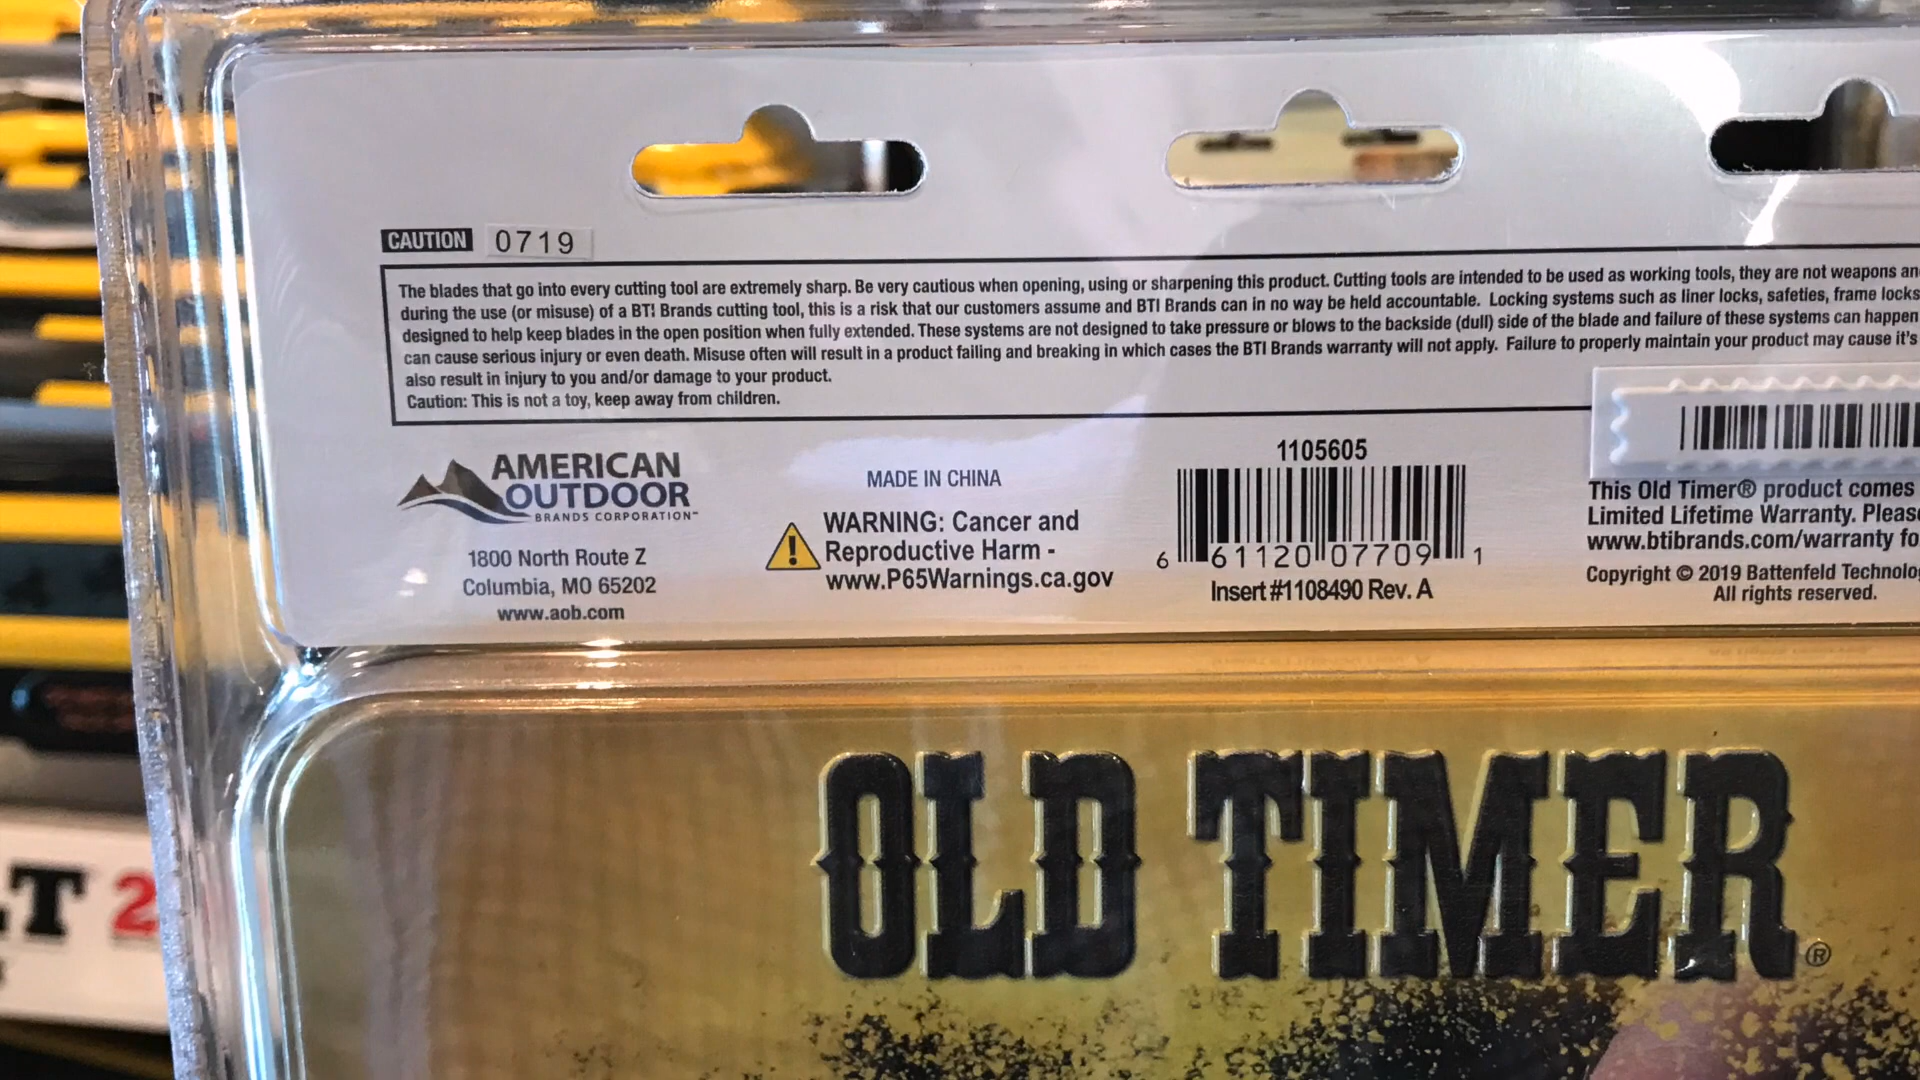 CAUTION 0719
The blades that go into every cutting tool are extremely sharp. Be very cautious when opening, using or sharpening this product. Cutting tools are intended to be used as working tools, they are not weapons an
during the use (or misuse) of a BTI Brands cutting tool, this is a risk that our customers assume and BTI Brands can in no way be held accountable. Locking systems such as liner locks, safeties, frame locks
designed to help keep blades in the open position when fully extended. These systems are not designed to take pressure or blows to the backside (dull) side of the blade and failure of these systems can happen
can cause serious injury or even death. Misuse often will result in a product failing and breaking in which cases the BTI Brands warranty will not apply. Failure to properly maintain your product may cause it's
also result in injury to you and/or damage to your product.
Caution: This is not a toy, keep away from children.
AMERICAN
OUTDOOR
BRANDS CORPORATION™
1800 North Route Z
Columbia, MO 65202
www.aob.com
MADE IN CHINA
WARNING: Cancer and
Reproductive Harm -
www.P65Warnings.ca.gov
1105605
6 61120 07709 1
Insert #1108490 Rev. A
This Old Timer® product comes
Limited Lifetime Warranty. Pleas
www.btibrands.com/warranty fo
Copyright © 2019 Battenfeld Technolo
All rights reserved.
OLD TIMER®
T 2